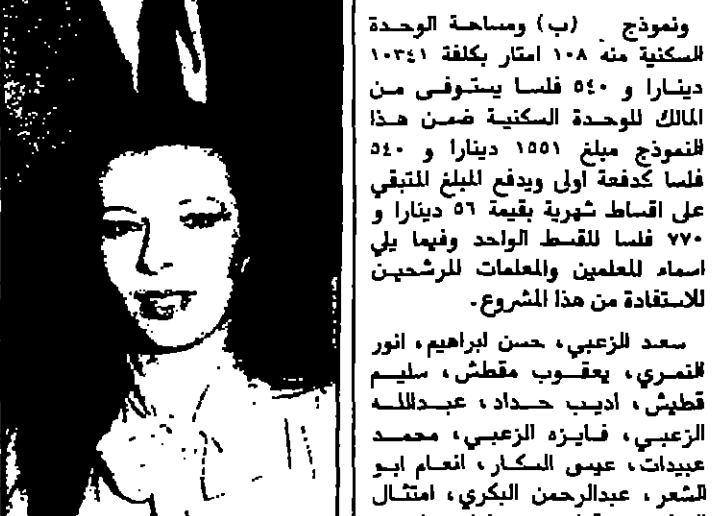 ونموذج (ب) ومساحة الوحدة
السكنية منه ١٠٨ امتار بكلفة ١٠٣٤١
دينارا و ٥٤٠ فلسا يستوفى من
المالك للوحدة السكنية ضمن هذا
النموذج مبلغ ١٥٥١ دينارا و ٥٤٠
فلسا كدفعة اولى ويدفع المبلغ المتبقي
على اقساط شهرية بقيمة ٥٦ دينارا و
٧٧٠ فلسا للقسط الواحد وفيما يلي
اسماء المعلمين والمعلمات المرشحين
للاستفادة من هذا المشروع.
سعد الزعبي، حسن ابراهيم، انور
النمري، يعقوب مقطش، سليم
قطيش، اديب حداد، عبدالله
الزعبي، فايزه الزعبي، محمد
عبيدات، عيسى السكار، انعام ابو
الشعر، عبدالرحمن البكري، امتثال